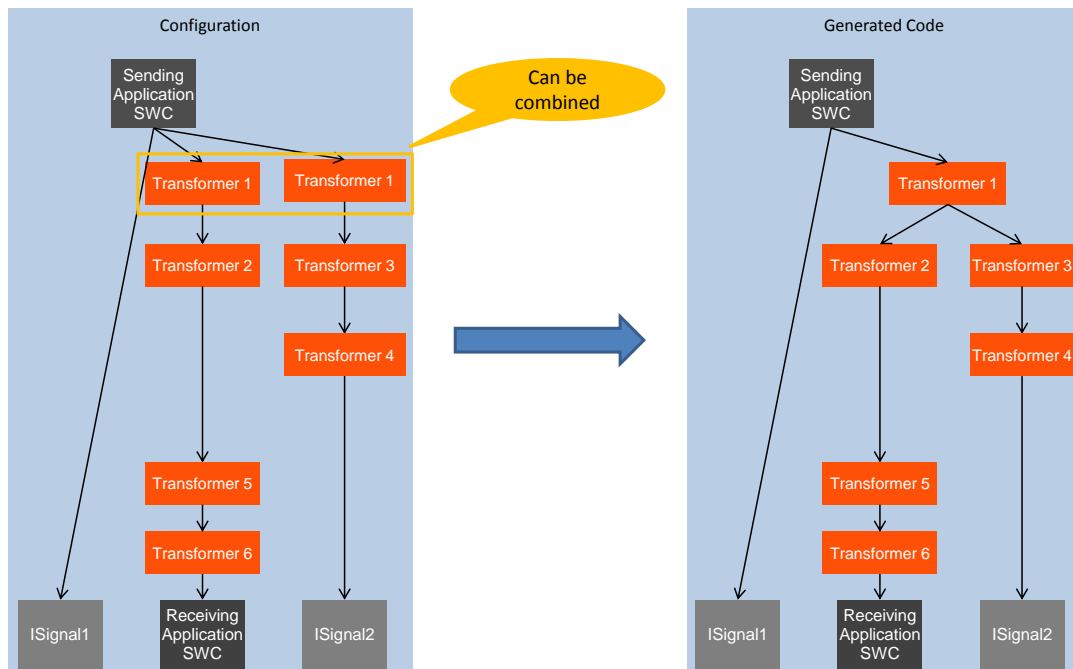 Configuration
Sending
Application
SWC
Can be
combined
Transformer 1
Transformer 1
Transformer 2
Transformer 3
Transformer 4
Transformer 5
Transformer 6
ISignal1
Receiving
Application
SWC
ISignal2
Generated Code
Sending
Application
SWC
Transformer 1
Transformer 2
Transformer 3
Transformer 4
Transformer 5
Transformer 6
ISignal1
Receiving
Application
SWC
ISignal2